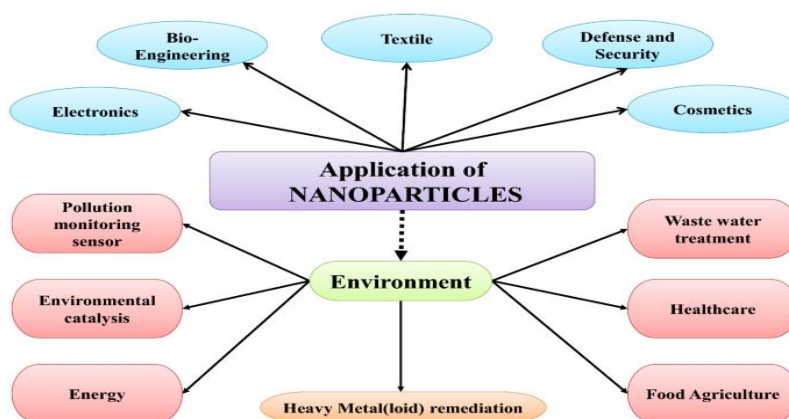 Bio-
Engineering
Textile
Defense and
Security
Electronics
Cosmetics
Application of
NANOPARTICLES
Pollution
monitoring
sensor
Waste water
treatment
Environment
Environmental
catalysis
Healthcare
Energy
Heavy Metal(loid) remediation
Food Agriculture